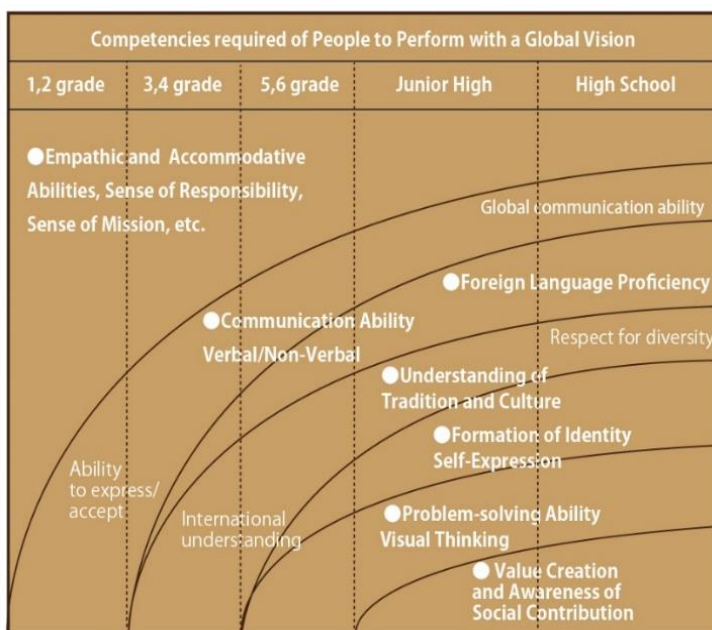 Competencies required of People to Perform with a Global Vision
1,2 grade
3,4 grade
5,6 grade
Junior High
High School
●Empathic and Accommodative
Abilities, Sense of Responsibility,
Sense of Mission, etc.
Global communication ability
●Foreign Language Proficiency
●Communication Ability
Verbal/Non-Verbal
Respect for diversity
●Understanding of
Tradition and Culture
●Formation of Identity
Self-Expression
Ability
to express/
accept
International
understanding
●Problem-solving Ability
Visual Thinking
●Value Creation
and Awareness of
Social Contribution